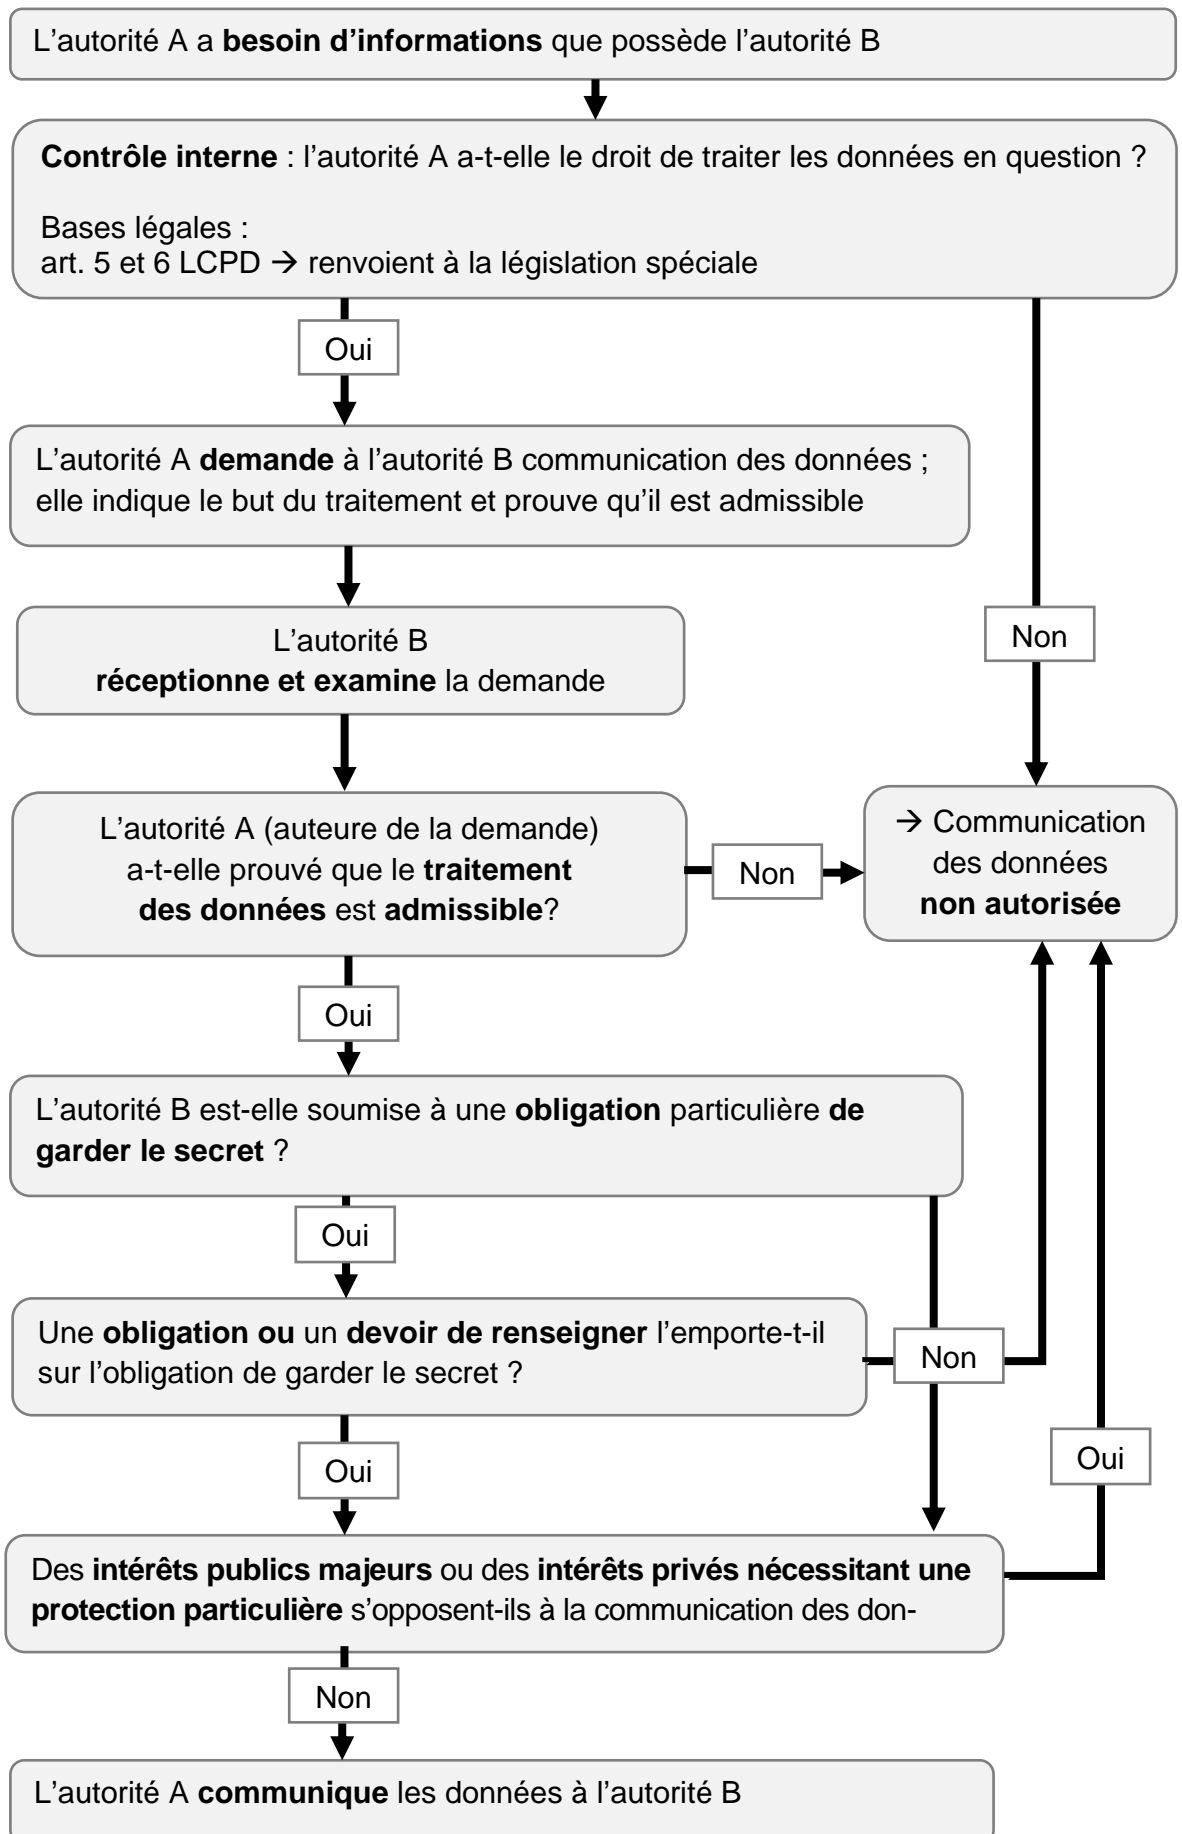 L’autorité A a besoin d’informations que possède l’autorité B
Contrôle interne : l’autorité A a-t-elle le droit de traiter les données en question ?
Bases légales :
art. 5 et 6 LCPD → renvoient à la législation spéciale
Oui
L’autorité A demande à l’autorité B communication des données ;
elle indique le but du traitement et prouve qu’il est admissible
L’autorité B
réceptionne et examine la demande
Non
L’autorité A (auteure de la demande)
a-t-elle prouvé que le traitement
des données est admissible?
Non
→ Communication
des données
non autorisée
Oui
L’autorité B est-elle soumise à une obligation particulière de
garder le secret ?
Oui
Une obligation ou un devoir de renseigner l’emporte-t-il
sur l’obligation de garder le secret ?
Non
Oui
Oui
Des intérêts publics majeurs ou des intérêts privés nécessitant une
protection particulière s’opposent-ils à la communication des don-
Non
L’autorité A communique les données à l’autorité B